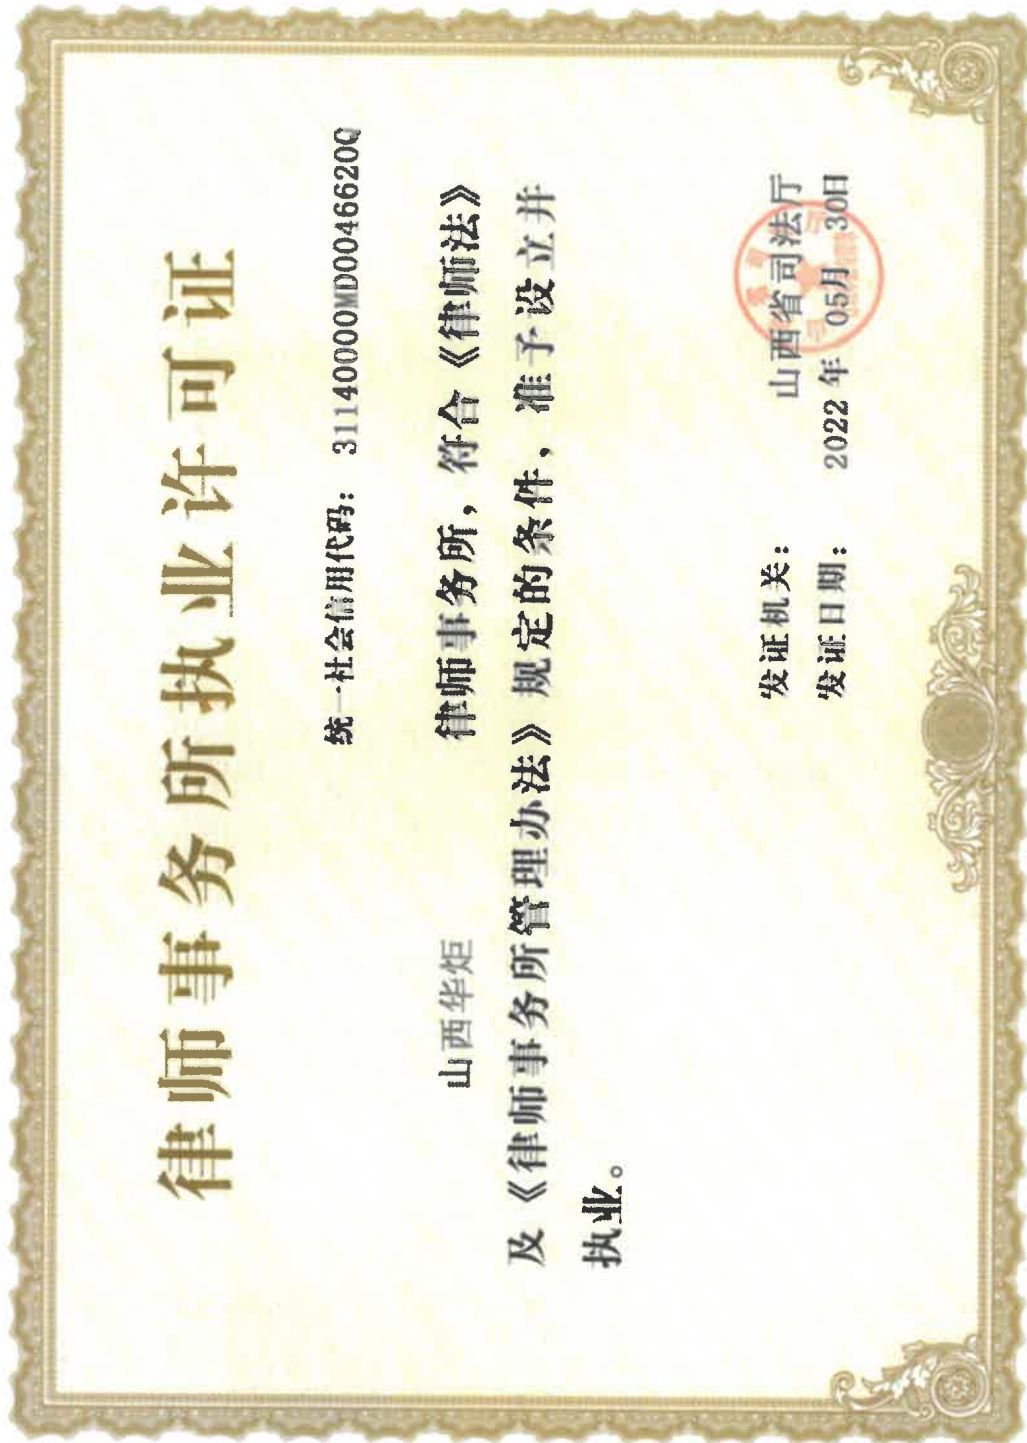 律师事务所执业许可证
统一社会信用代码：31140000MD0046620Q
山西华炬 律师事务所，符合《律师法》
及《律师事务所管理办法》规定的条件，准予设立并
执业。
发证机关： 山西省司法厅
发证日期： 2022 年 05月 30日